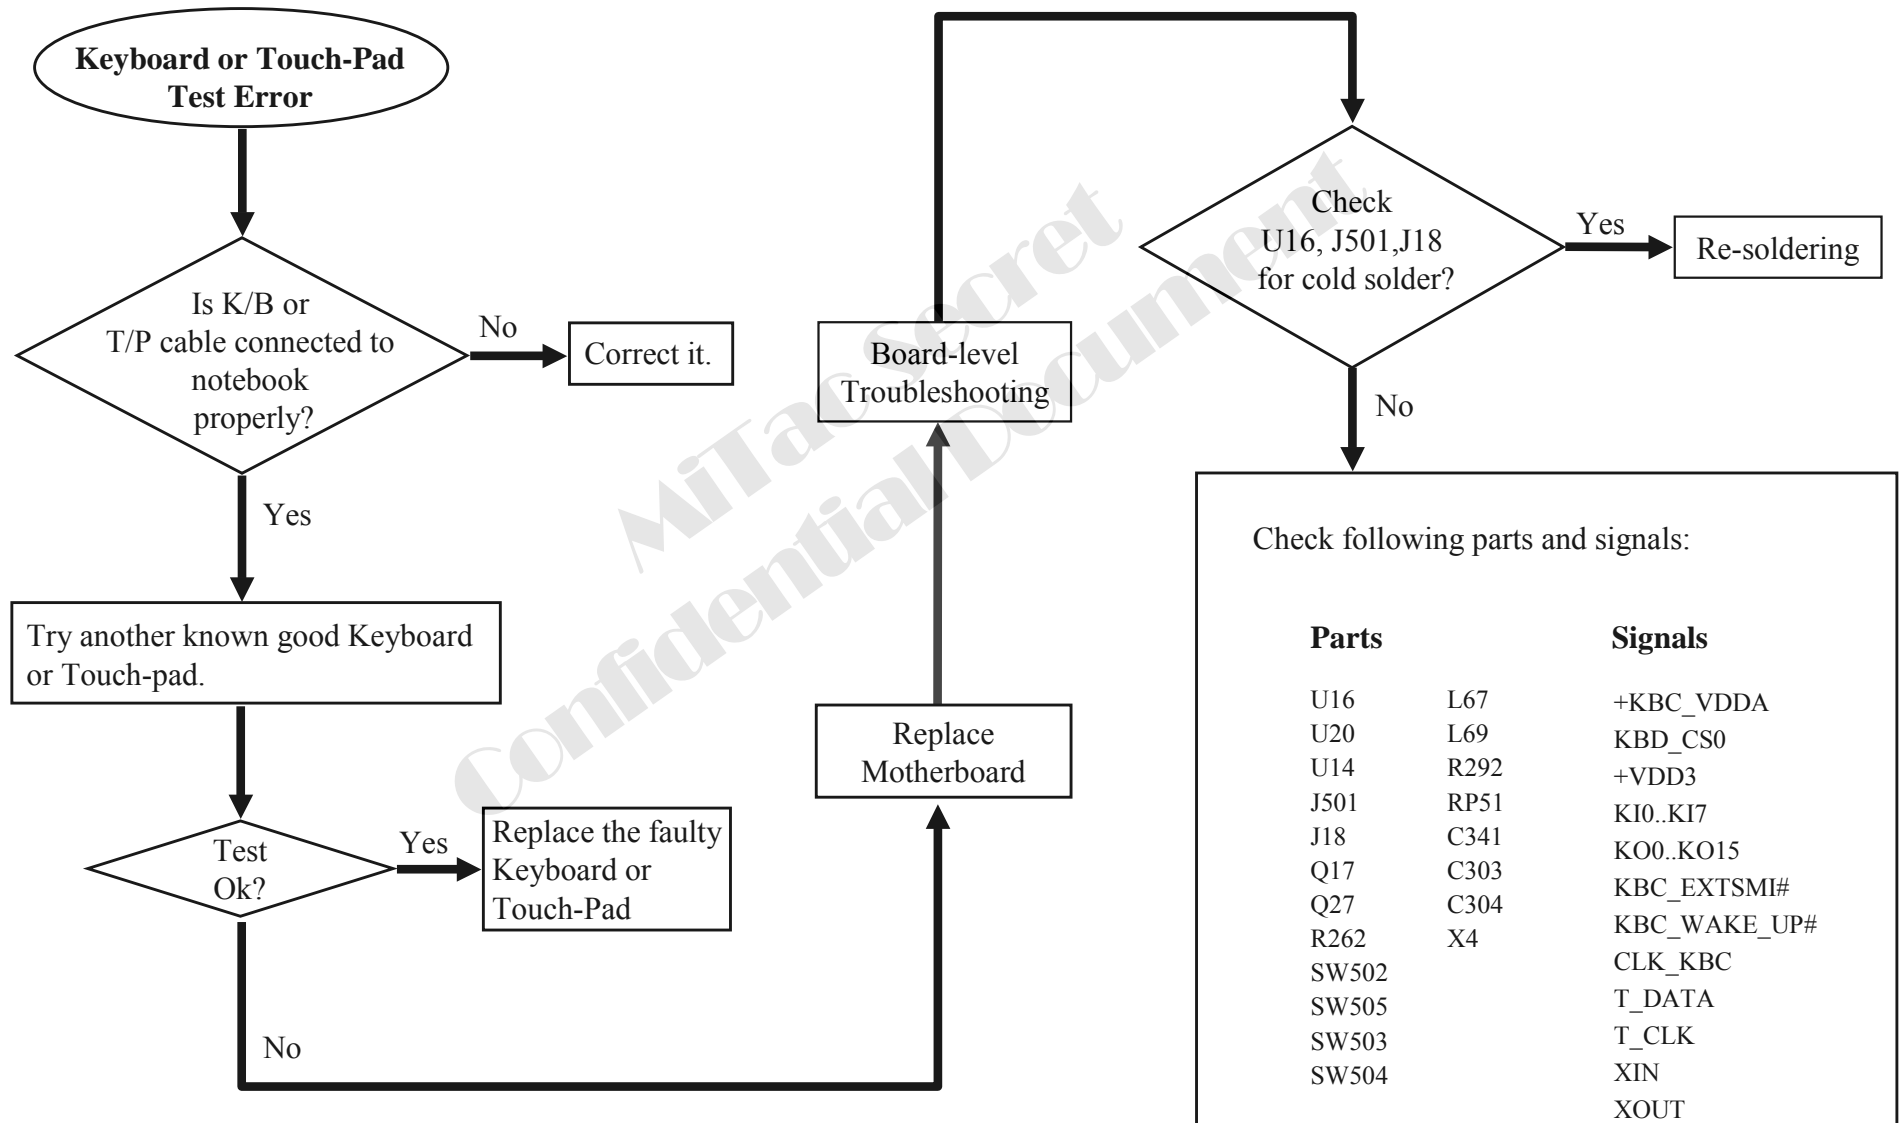 Keyboard or Touch-Pad
Test Error
Is K/B or
T/P cable connected to
notebook
properly?
No
Correct it.
Yes
Try another known good Keyboard
or Touch-pad.
Test
Ok?
Yes
Replace the faulty
Keyboard or
Touch-Pad
No
Replace
Motherboard
Board-level
Troubleshooting
Check
U16, J501,J18
for cold solder?
Yes
Re-soldering
No
Check following parts and signals:
Parts
U16
U20
U14
J501
J18
Q17
Q27
R262
SW502
SW505
SW503
SW504
L67
L69
R292
RP51
C341
C303
C304
X4
Signals
+KBC_VDDA
KBD_CS0
+VDD3
KI0..KI7
KO0..KO15
KBC_EXTSMI#
KBC_WAKE_UP#
CLK_KBC
T_DATA
T_CLK
XIN
XOUT
MiTac Secret
Confidential Document